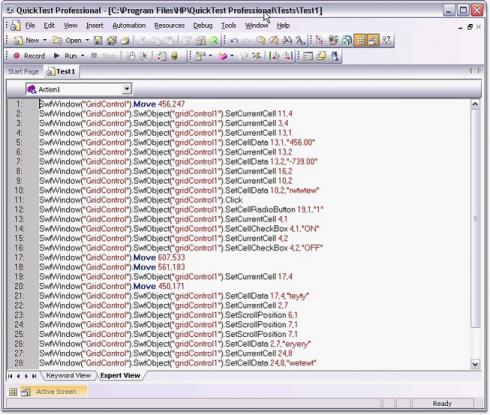 QuickTest Professional - [C:\Program Files\HP\QuickTest Professional\Tests\Test1]
File Edit View Insert Automation Resources Debug Tools Window Help
New Open
Record Run Stop
Start Page Test1
Action1
1: SwfWindow("GridControl").Move 456,247
2: SwfWindow("GridControl").SwfObject("gridControl1").SetCurrentCell 11,4
3: SwfWindow("GridControl").SwfObject("gridControl1").SetCurrentCell 3,4
4: SwfWindow("GridControl").SwfObject("gridControl1").SetCurrentCell 13,1
5: SwfWindow("GridControl").SwfObject("gridControl1").SetCellData 13,1,"456.00"
6: SwfWindow("GridControl").SwfObject("gridControl1").SetCurrentCell 13,2
7: SwfWindow("GridControl").SwfObject("gridControl1").SetCellData 13,2,"-739.00"
8: SwfWindow("GridControl").SwfObject("gridControl1").SetCurrentCell 16,2
9: SwfWindow("GridControl").SwfObject("gridControl1").SetCurrentCell 10,2
10: SwfWindow("GridControl").SwfObject("gridControl1").SetCellData 10,2,"rwtwtew"
11: SwfWindow("GridControl").SwfObject("gridControl1").Click
12: SwfWindow("GridControl").SwfObject("gridControl1").SetCellRadioButton 19,1,"1"
13: SwfWindow("GridControl").SwfObject("gridControl1").SetCurrentCell 4,1
14: SwfWindow("GridControl").SwfObject("gridControl1").SetCellCheckBox 4,1,"ON"
15: SwfWindow("GridControl").SwfObject("gridControl1").SetCurrentCell 4,2
16: SwfWindow("GridControl").SwfObject("gridControl1").SetCellCheckBox 4,2,"OFF"
17: SwfWindow("GridControl").Move 607,533
18: SwfWindow("GridControl").Move 561,183
19: SwfWindow("GridControl").SwfObject("gridControl1").SetCurrentCell 17,4
20: SwfWindow("GridControl").Move 450,171
21: SwfWindow("GridControl").SwfObject("gridControl1").SetCellData 17,4,"teyty"
22: SwfWindow("GridControl").SwfObject("gridControl1").SetCurrentCell 2,7
23: SwfWindow("GridControl").SwfObject("gridControl1").SetScrollPosition 6,1
24: SwfWindow("GridControl").SwfObject("gridControl1").SetScrollPosition 7,1
25: SwfWindow("GridControl").SwfObject("gridControl1").SetScrollPosition 7,1
26: SwfWindow("GridControl").SwfObject("gridControl1").SetCellData 2,7,"eryery"
27: SwfWindow("GridControl").SwfObject("gridControl1").SetCurrentCell 24,8
28: SwfWindow("GridControl").SwfObject("gridControl1").SetCellData 24,8,"wetewt"
Keyword View Expert View
Active Screen
Ready